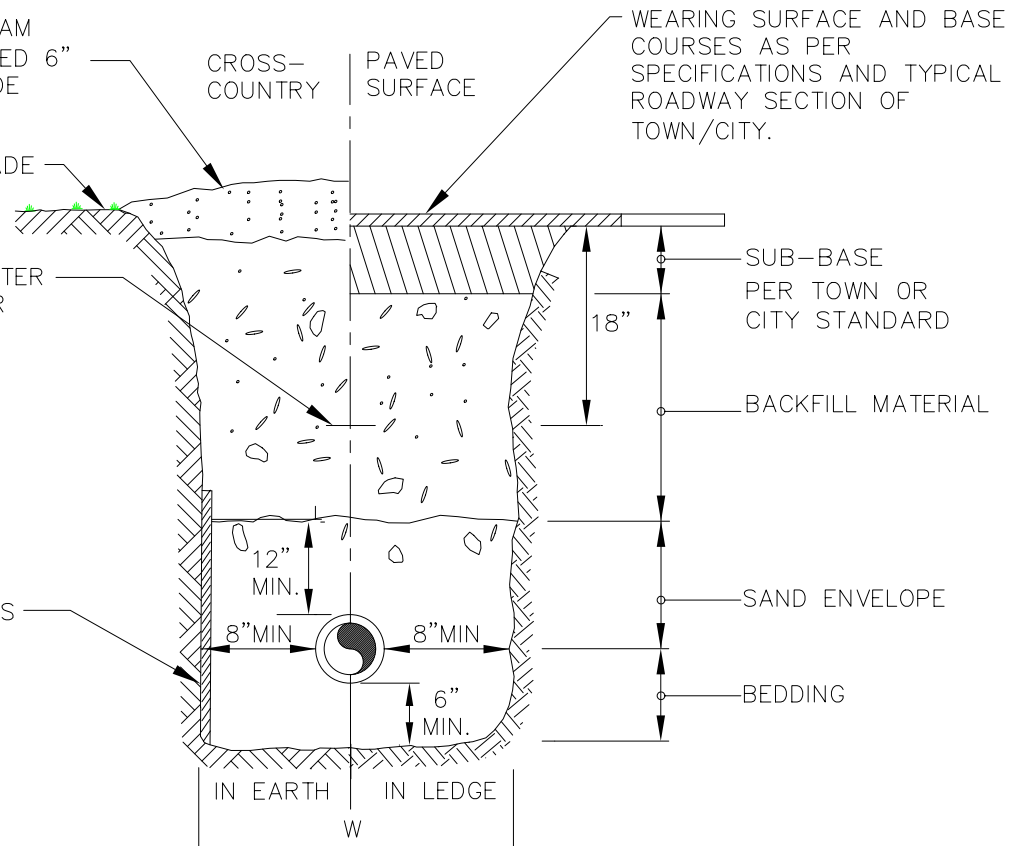 AM
ED 6”
DE
CROSS-
COUNTRY
PAVED
SURFACE
WEARING SURFACE AND BASE
COURSES AS PER
SPECIFICATIONS AND TYPICAL
ROADWAY SECTION OF
TOWN/CITY.
ADE
TER
R
SUB-BASE
PER TOWN OR
CITY STANDARD
18”
BACKFILL MATERIAL
12”
MIN.
S
8”MIN
8”MIN
SAND ENVELOPE
6”
MIN.
BEDDING
IN EARTH
IN LEDGE
W